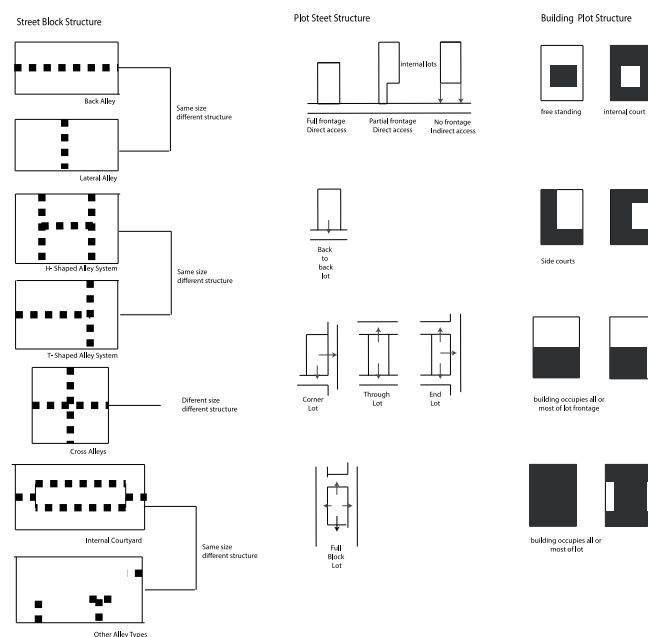 Street Block Structure
Plot Steet Structure
Building Plot Structure
Back Alley
Same size
different structure
Lateral Alley
H- Shaped Alley System
Same size
different structure
T- Shaped Alley System
Diferent size
different structure
Cross Alleys
Internal Courtyard
Same size
different structure
Other Alley Types
internal lots
Full frontage
Direct access
Partial frontage
Direct access
No frontage
Indirect access
Back
to
back
lot
Corner
Lot
Through
Lot
End
Lot
Full
Block
Lot
free standing
internal court
Side courts
building occupies all or
most of lot frontage
building occupies all or
most of lot